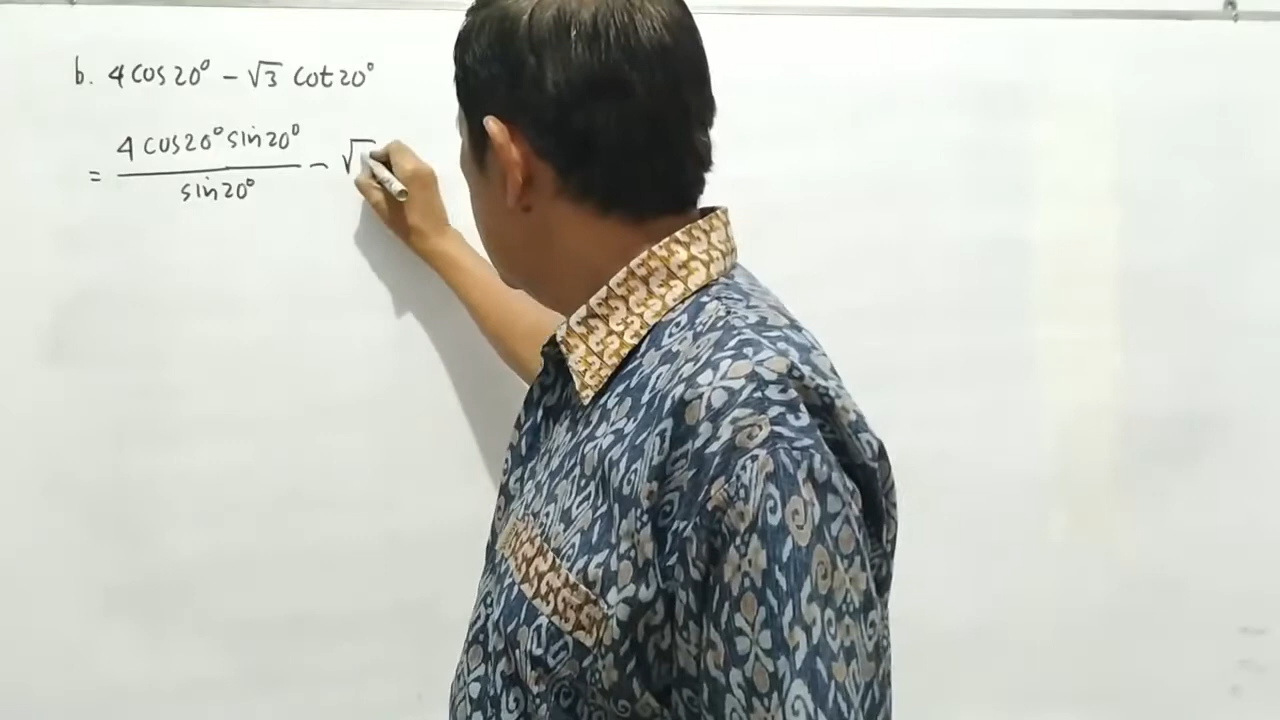 b. 4 cos 20° - √3 cot 20°
= (4 cos 20° sin 20°)/(sin 20°) - √